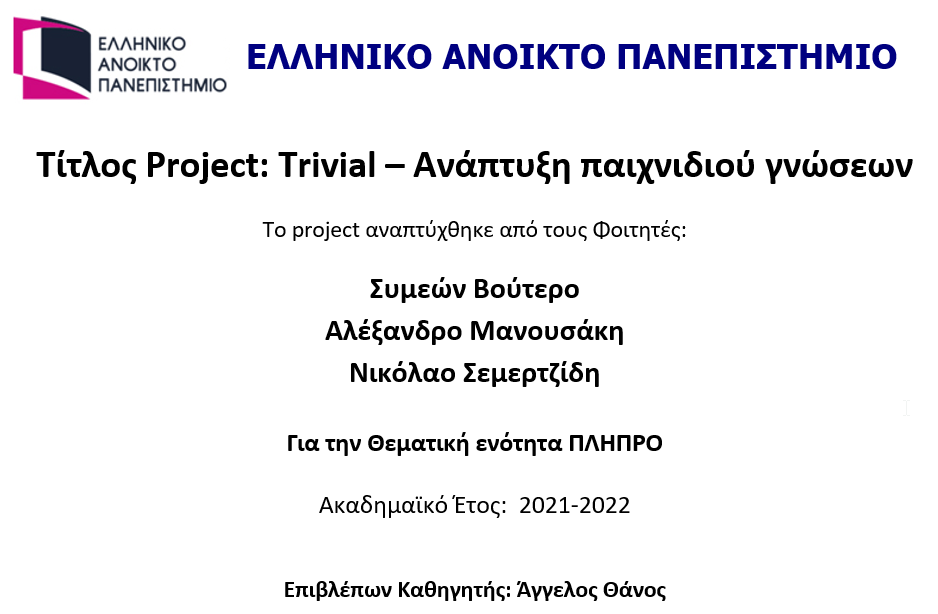 ΕΛΛΗΝΙΚΟ
ΑΝΟΙΚΤΟ
ΠΑΝΕΠΙΣΤΗΜΙΟ
ΕΛΛΗΝΙΚΟ ΑΝΟΙΚΤΟ ΠΑΝΕΠΙΣΤΗΜΙΟ
Τίτλος Project: Trivial – Ανάπτυξη παιχνιδιού γνώσεων
Το project αναπτύχθηκε από τους Φοιτητές:
Συμεών Βούτερο
Αλέξανδρο Μανουσάκη
Νικόλαο Σεμερτζίδη
Για την Θεματική ενότητα ΠΛΗΠΡΟ
Ακαδημαϊκό Έτος: 2021-2022
Επιβλέπων Καθηγητής: Άγγελος Θάνος